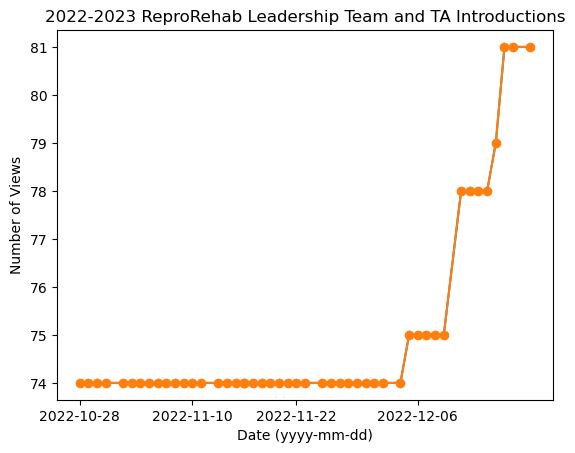 2022-2023 ReproRehab Leadership Team and TA Introductions
81
80
79
78
77
76
75
74
Number of Views
2022-10-28 2022-11-10 2022-11-22 2022-12-06
Date (yyyy-mm-dd)